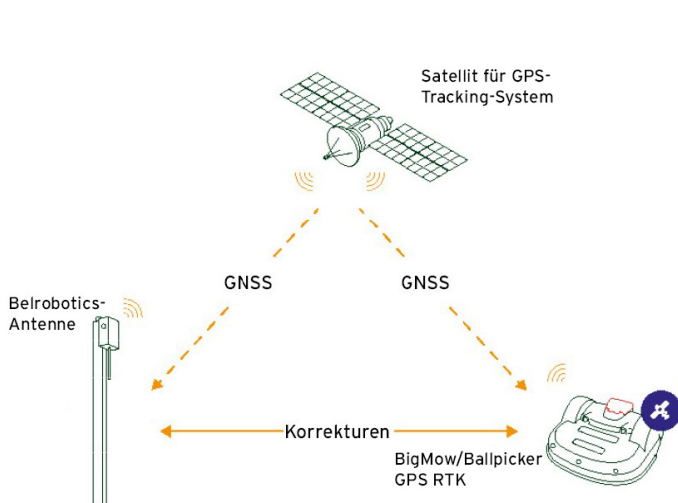 Satellit für GPS-
Tracking-System
GNSS
GNSS
Belrobotics-
Antenne
Korrekturen
BigMow/Ballpicker
GPS RTK